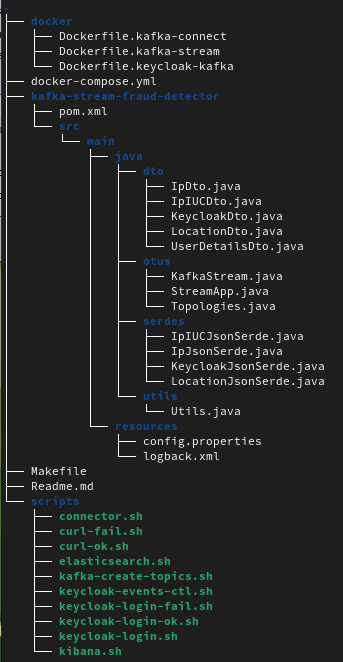 .
├── docker
│   ├── Dockerfile.kafka-connect
│   ├── Dockerfile.kafka-stream
│   └── Dockerfile.keycloak-kafka
├── docker-compose.yml
├── kafka-stream-fraud-detector
│   ├── pom.xml
│   └── src
│       └── main
│           ├── java
│           │   ├── dto
│           │   │   ├── IpDto.java
│           │   │   ├── IpIUCDto.java
│           │   │   ├── KeycloakDto.java
│           │   │   ├── LocationDto.java
│           │   │   └── UserDetailsDto.java
│           │   ├── otus
│           │   │   ├── KafkaStream.java
│           │   │   ├── StreamApp.java
│           │   │   └── Topologies.java
│           │   ├── serdes
│           │   │   ├── IpIUCJsonSerde.java
│           │   │   ├── IpJsonSerde.java
│           │   │   ├── KeycloakJsonSerde.java
│           │   │   └── LocationJsonSerde.java
│           │   └── utils
│           │       └── Utils.java
│           └── resources
│               ├── config.properties
│               └── logback.xml
├── Makefile
├── Readme.md
└── scripts
    ├── connector.sh
    ├── curl-fail.sh
    ├── curl-ok.sh
    ├── elasticsearch.sh
    ├── kafka-create-topics.sh
    ├── keycloak-events-ctl.sh
    ├── keycloak-login-fail.sh
    ├── keycloak-login-ok.sh
    ├── keycloak-login.sh
    └── kibana.sh